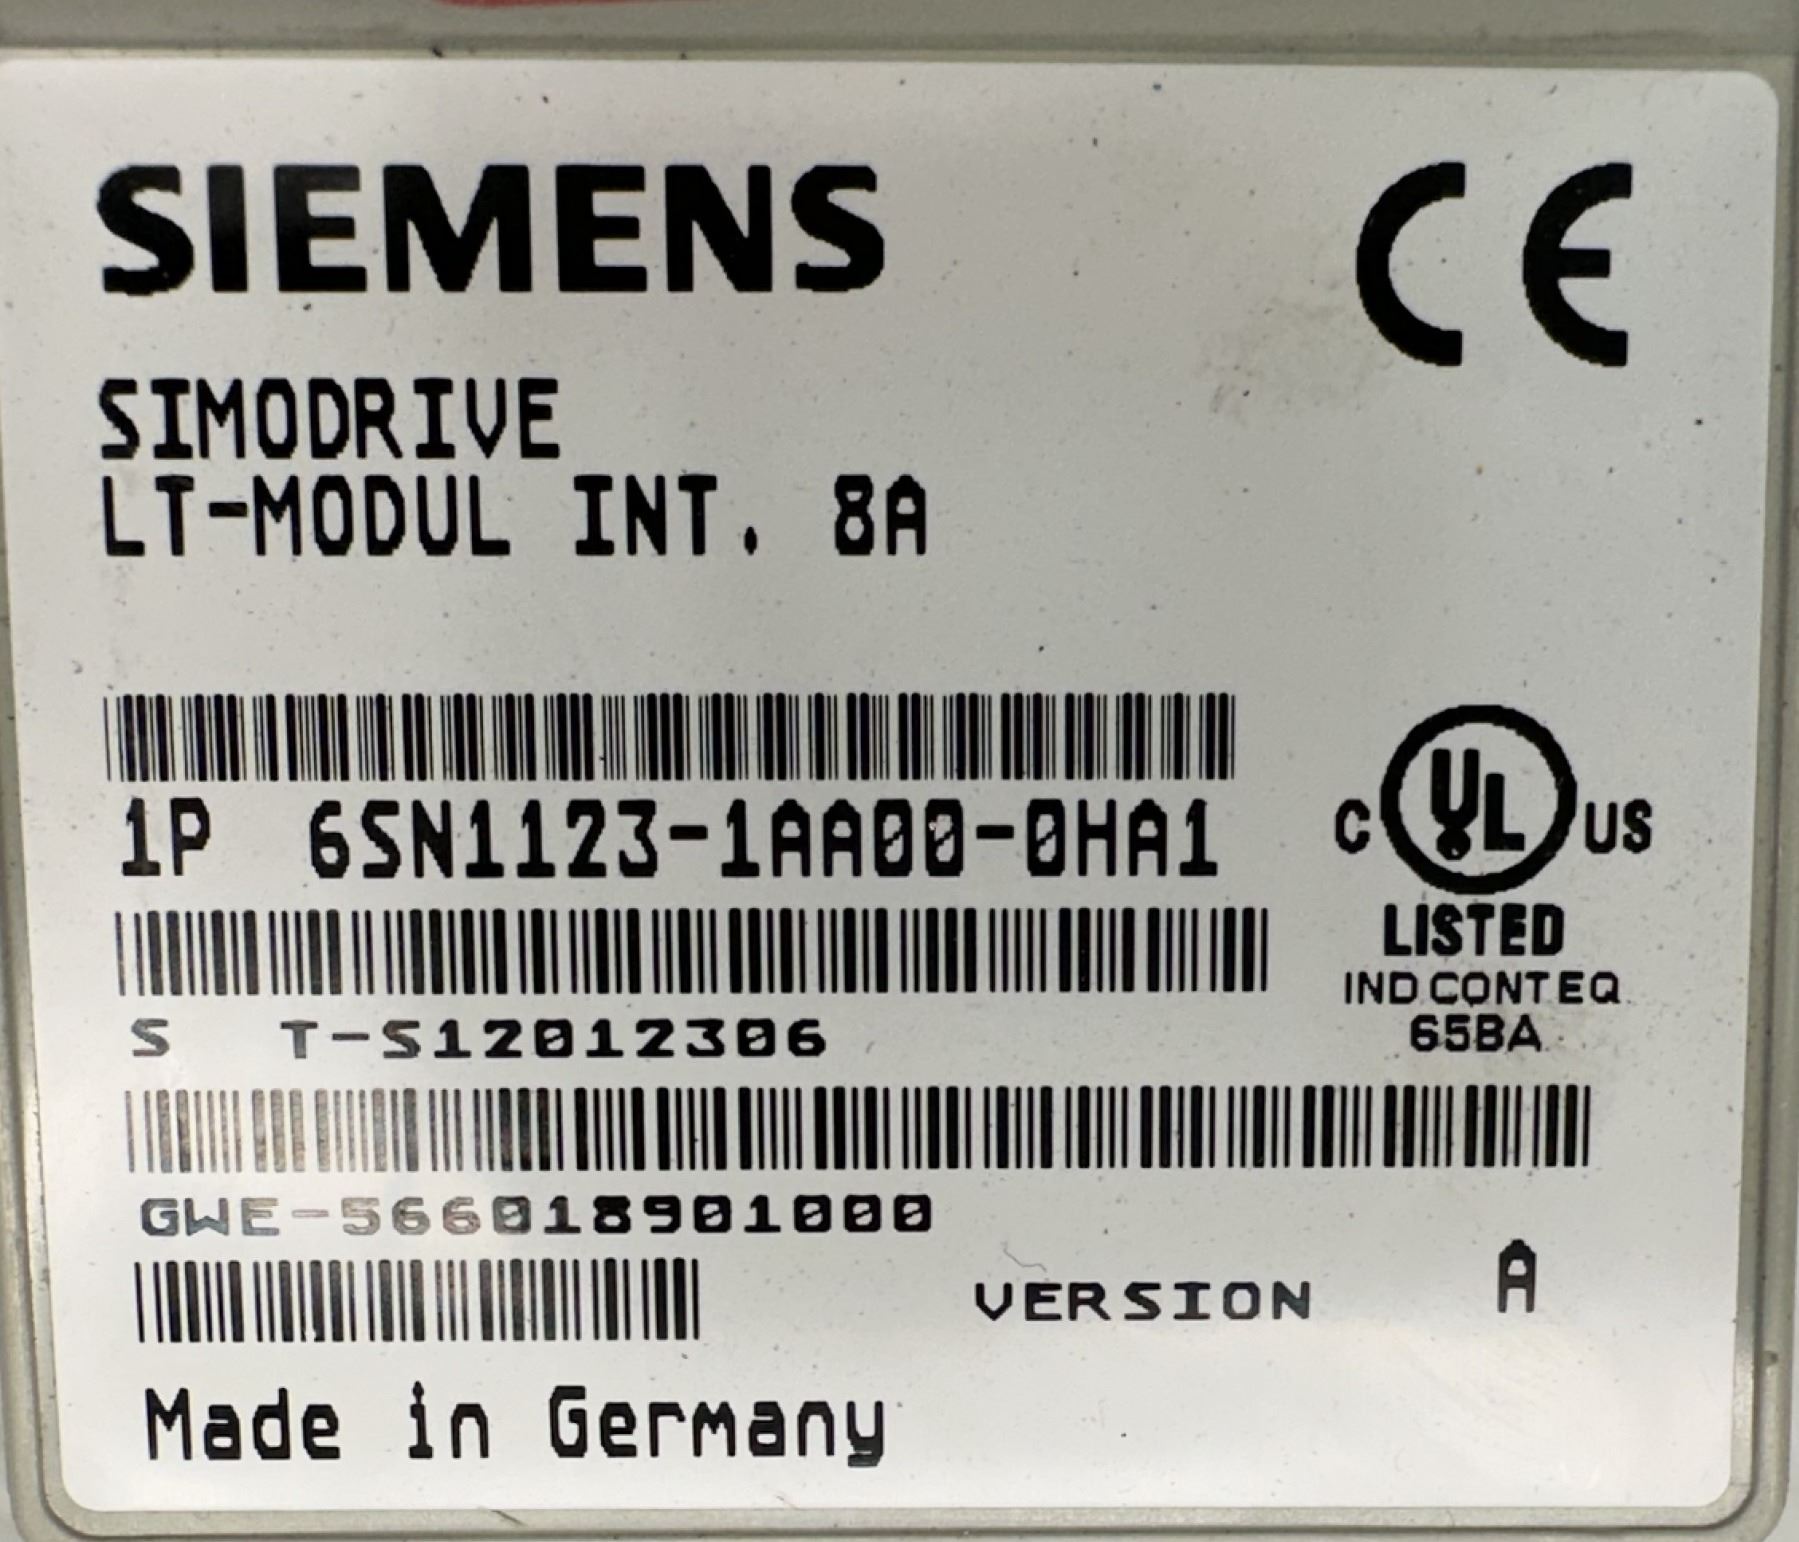 SIEMENS
CE
SIMODRIVE
LT-MODUL INT. 8A
1P 6SN1123-1AA00-0HA1
C UL US
LISTED
IND CONT EQ
65BA
S T-S12012306
GWE-566018901000
VERSION A
Made in Germany